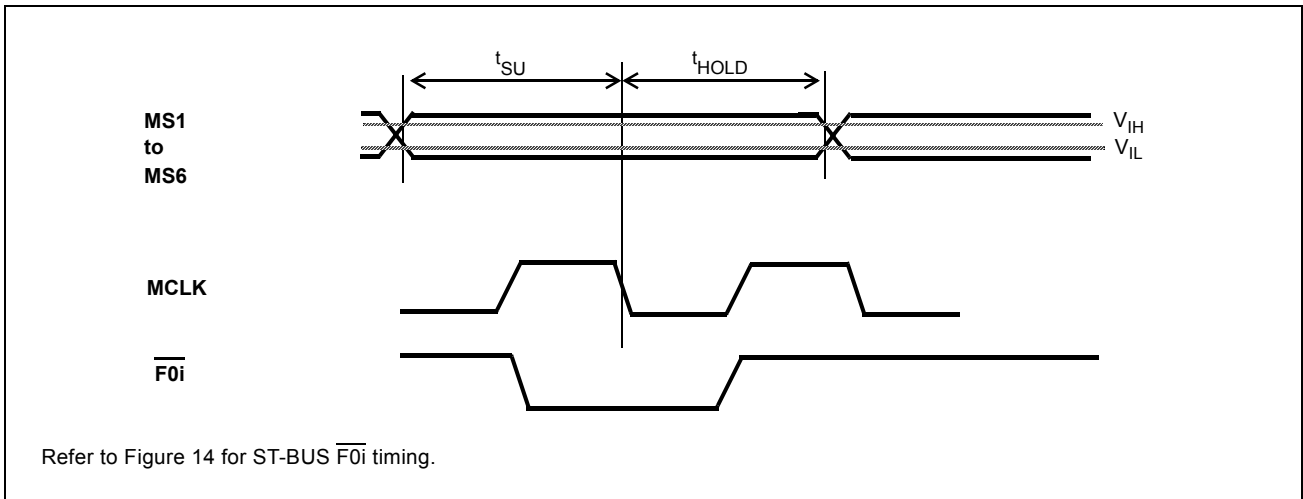 tSU
tHOLD
MS1
to
MS6
VIH
VIL
MCLK
F0i
Refer to Figure 14 for ST-BUS F0i timing.